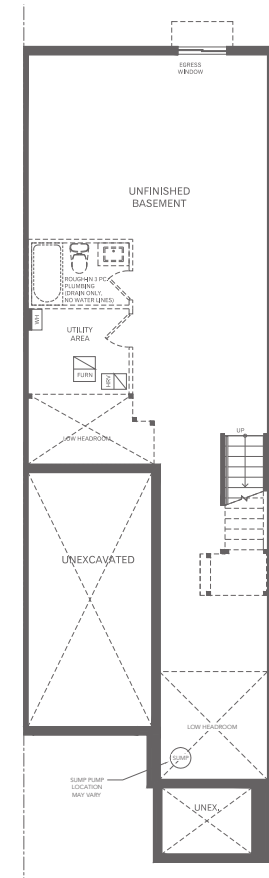 EGRESS
WINDOW
UNFINISHED
BASEMENT
ROUGH-IN 3 PC.
PLUMBING
(DRAIN ONLY,
NO WATER LINES)
WH
UTILITY
AREA
FURN
HRV
LOW HEADROOM
UP
UNEXCAVATED
LOW HEADROOM
SUMP
SUMP PUMP
LOCATION
MAY VARY
UNEX.